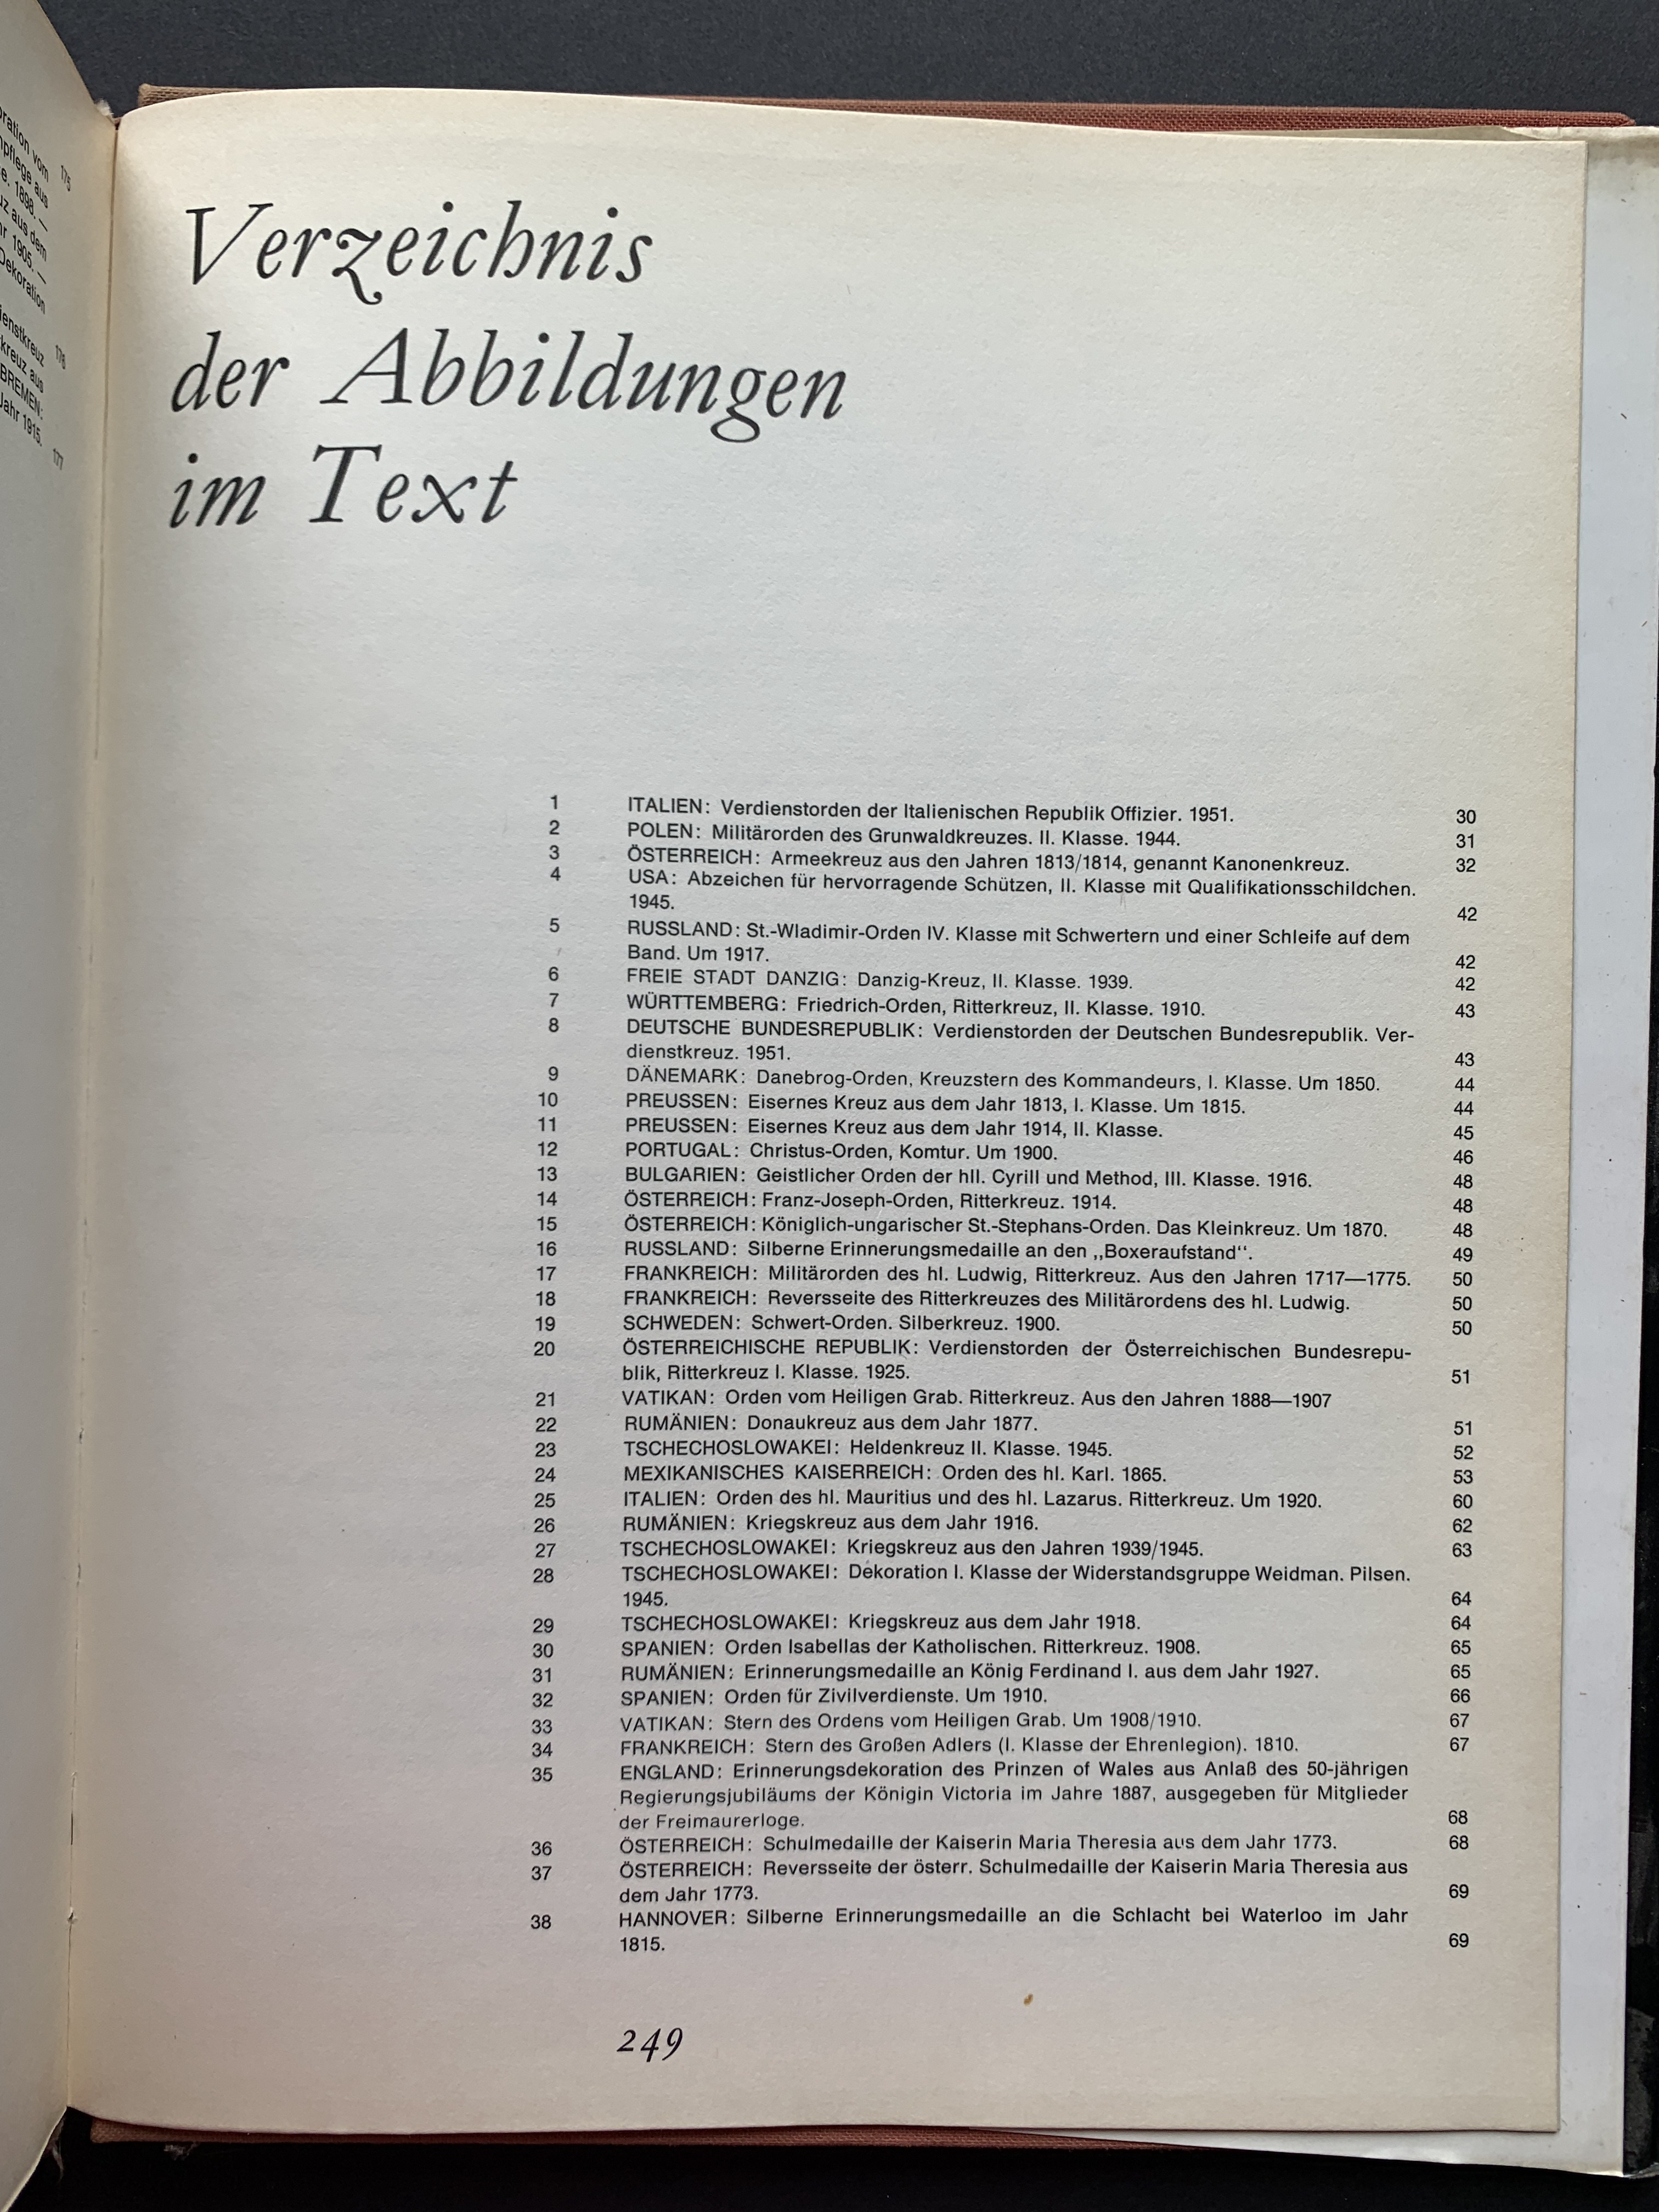 oration vom
npflege aus
e. 1898. —
uz aus dem
hr 1905. —
Dekoration
175
ienstkreuz
kreuz aus
BREMEN:
Jahr 1915.
176
177
Verzeichnis
der Abbildungen
im Text
1 ITALIEN: Verdienstorden der Italienischen Republik Offizier. 1951. 30
2 POLEN: Militärorden des Grunwaldkreuzes. II. Klasse. 1944. 31
3 ÖSTERREICH: Armeekreuz aus den Jahren 1813/1814, genannt Kanonenkreuz. 32
4 USA: Abzeichen für hervorragende Schützen, II. Klasse mit Qualifikationsschildchen.
1945. 42
5 RUSSLAND: St.-Wladimir-Orden IV. Klasse mit Schwertern und einer Schleife auf dem
Band. Um 1917. 42
6 FREIE STADT DANZIG: Danzig-Kreuz, II. Klasse. 1939. 42
7 WÜRTTEMBERG: Friedrich-Orden, Ritterkreuz, II. Klasse. 1910. 43
8 DEUTSCHE BUNDESREPUBLIK: Verdienstorden der Deutschen Bundesrepublik. Ver-
dienstkreuz. 1951. 43
9 DÄNEMARK: Danebrog-Orden, Kreuzstern des Kommandeurs, I. Klasse. Um 1850. 44
10 PREUSSEN: Eisernes Kreuz aus dem Jahr 1813, I. Klasse. Um 1815. 44
11 PREUSSEN: Eisernes Kreuz aus dem Jahr 1914, II. Klasse. 45
12 PORTUGAL: Christus-Orden, Komtur. Um 1900. 46
13 BULGARIEN: Geistlicher Orden der hll. Cyrill und Method, III. Klasse. 1916. 48
14 ÖSTERREICH: Franz-Joseph-Orden, Ritterkreuz. 1914. 48
15 ÖSTERREICH: Königlich-ungarischer St.-Stephans-Orden. Das Kleinkreuz. Um 1870. 48
16 RUSSLAND: Silberne Erinnerungsmedaille an den „Boxeraufstand“. 49
17 FRANKREICH: Militärorden des hl. Ludwig, Ritterkreuz. Aus den Jahren 1717—1775. 50
18 FRANKREICH: Reversseite des Ritterkreuzes des Militärordens des hl. Ludwig. 50
19 SCHWEDEN: Schwert-Orden. Silberkreuz. 1900. 50
20 ÖSTERREICHISCHE REPUBLIK: Verdienstorden der Österreichischen Bundesrepu-
blik, Ritterkreuz I. Klasse. 1925. 51
21 VATIKAN: Orden vom Heiligen Grab. Ritterkreuz. Aus den Jahren 1888—1907
22 RUMÄNIEN: Donaukreuz aus dem Jahr 1877. 51
23 TSCHECHOSLOWAKEI: Heldenkreuz II. Klasse. 1945. 52
24 MEXIKANISCHES KAISERREICH: Orden des hl. Karl. 1865. 53
25 ITALIEN: Orden des hl. Mauritius und des hl. Lazarus. Ritterkreuz. Um 1920. 60
26 RUMÄNIEN: Kriegskreuz aus dem Jahr 1916. 62
27 TSCHECHOSLOWAKEI: Kriegskreuz aus den Jahren 1939/1945. 63
28 TSCHECHOSLOWAKEI: Dekoration I. Klasse der Widerstandsgruppe Weidman. Pilsen.
1945. 64
29 TSCHECHOSLOWAKEI: Kriegskreuz aus dem Jahr 1918. 64
30 SPANIEN: Orden Isabellas der Katholischen. Ritterkreuz. 1908. 65
31 RUMÄNIEN: Erinnerungsmedaille an König Ferdinand I. aus dem Jahr 1927. 65
32 SPANIEN: Orden für Zivilverdienste. Um 1910. 66
33 VATIKAN: Stern des Ordens vom Heiligen Grab. Um 1908/1910. 67
34 FRANKREICH: Stern des Großen Adlers (I. Klasse der Ehrenlegion). 1810. 67
35 ENGLAND: Erinnerungsdekoration des Prinzen of Wales aus Anlaß des 50-jährigen
Regierungsjubiläums der Königin Victoria im Jahre 1887, ausgegeben für Mitglieder
der Freimaurerloge. 68
36 ÖSTERREICH: Schulmedaille der Kaiserin Maria Theresia aus dem Jahr 1773. 68
37 ÖSTERREICH: Reversseite der österr. Schulmedaille der Kaiserin Maria Theresia aus
dem Jahr 1773. 69
38 HANNOVER: Silberne Erinnerungsmedaille an die Schlacht bei Waterloo im Jahr
1815. 69
249